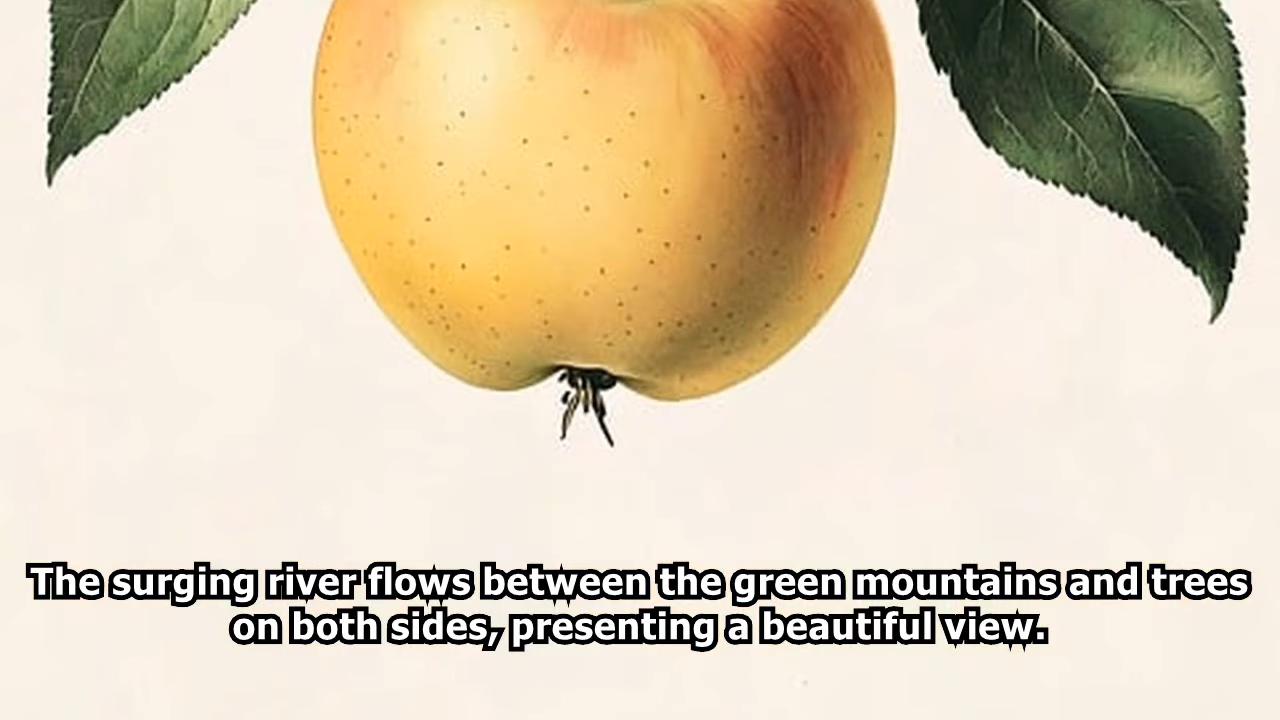 The surging river flows between the green mountains and trees
on both sides, presenting a beautiful view.